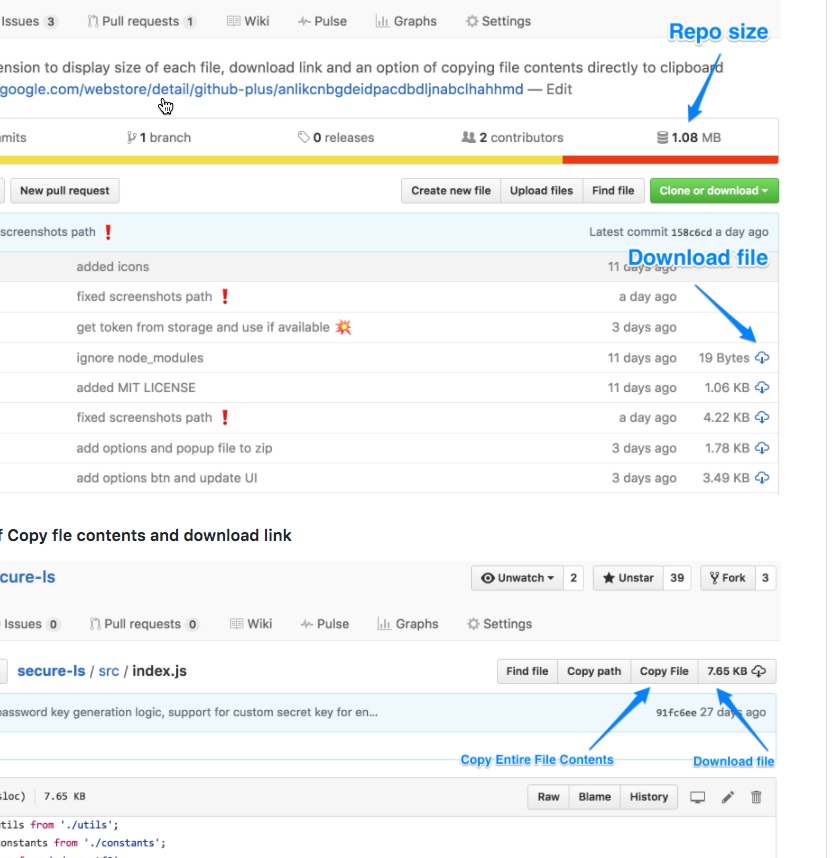 Issues 3 Pull requests 1 Wiki Pulse Graphs Settings
Repo size
ension to display size of each file, download link and an option of copying file contents directly to clipboard
google.com/webstore/detail/github-plus/anlikcnbgdeidpacdbdljnabclhahhmd — Edit
mits 1 branch 0 releases 2 contributors 1.08 MB
New pull request Create new file Upload files Find file Clone or download
screenshots path ❗ Latest commit 158c6cd a day ago
Download file
added icons 11 days ago
fixed screenshots path ❗ a day ago
get token from storage and use if available 💥 3 days ago
ignore node_modules 11 days ago 19 Bytes
added MIT LICENSE 11 days ago 1.06 KB
fixed screenshots path ❗ a day ago 4.22 KB
add options and popup file to zip 3 days ago 1.78 KB
add options btn and update UI 3 days ago 3.49 KB
f Copy fle contents and download link
cure-ls Unwatch 2 Unstar 39 Fork 3
Issues 0 Pull requests 0 Wiki Pulse Graphs Settings
secure-ls / src / index.js Find file Copy path Copy File 7.65 KB
assword key generation logic, support for custom secret key for en... 91fc6ee 27 days ago
Copy Entire File Contents Download file
sloc) 7.65 KB Raw Blame History
tils from './utils';
onstants from './constants';